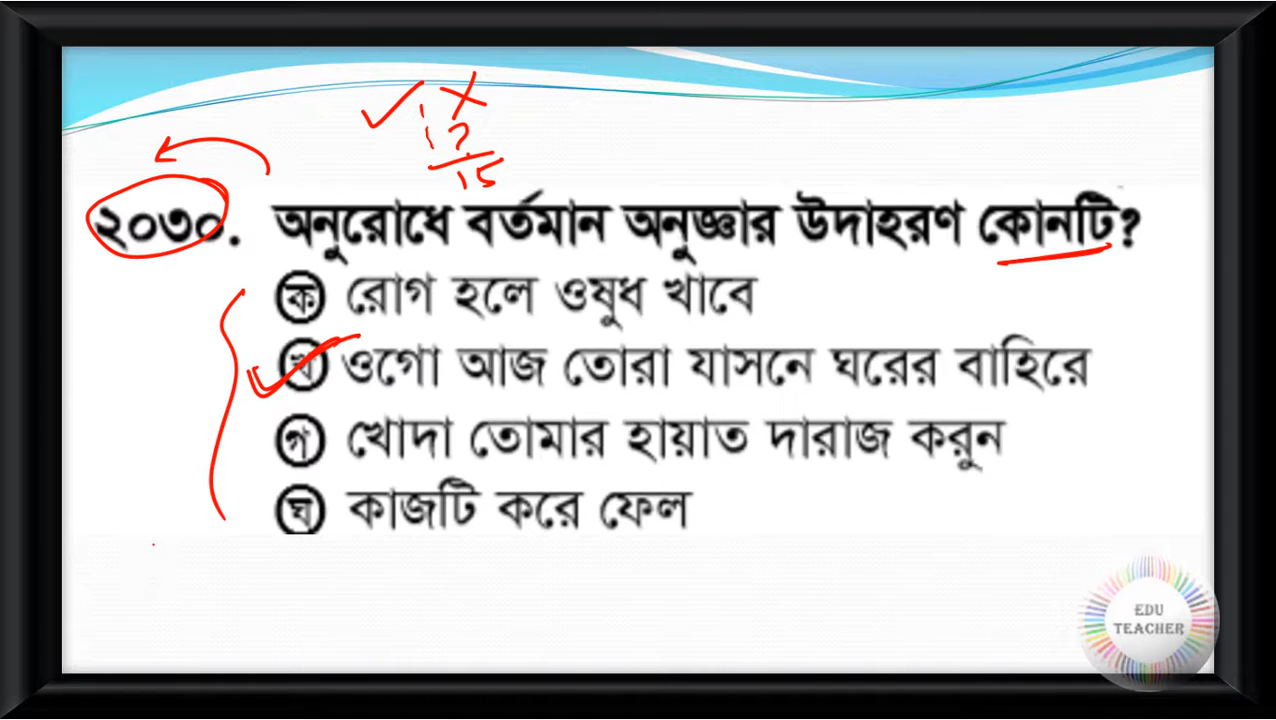 ২০৩০. অনুরোধে বর্তমান অনুজ্ঞার উদাহরণ কোনটি?
ক রোগ হলে ওষুধ খাবে
খ ওগো আজ তোরা যাসনে ঘরের বাহিরে
গ খোদা তোমার হায়াত দারাজ করুন
ঘ কাজটি করে ফেল
EDU
TEACHER